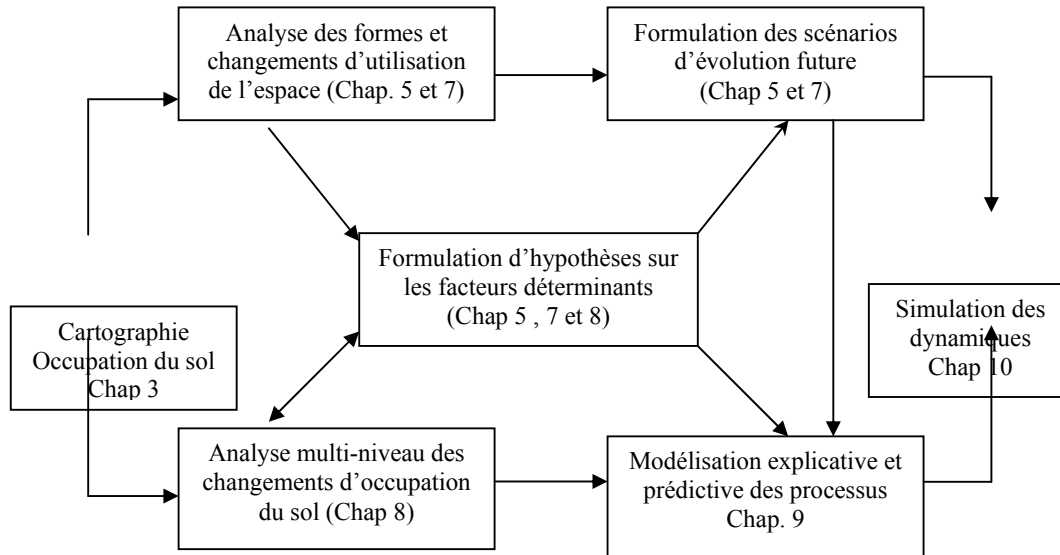 Analyse des formes et
changements d’utilisation
de l’espace (Chap. 5 et 7)
Formulation des scénarios
d’évolution future
(Chap 5 et 7)
Formulation d’hypothèses sur
les facteurs déterminants
(Chap 5 , 7 et 8)
Cartographie
Occupation du sol
Chap 3
Simulation des
dynamiques
Chap 10
Analyse multi-niveau des
changements d’occupation
du sol (Chap 8)
Modélisation explicative et
prédictive des processus
Chap. 9